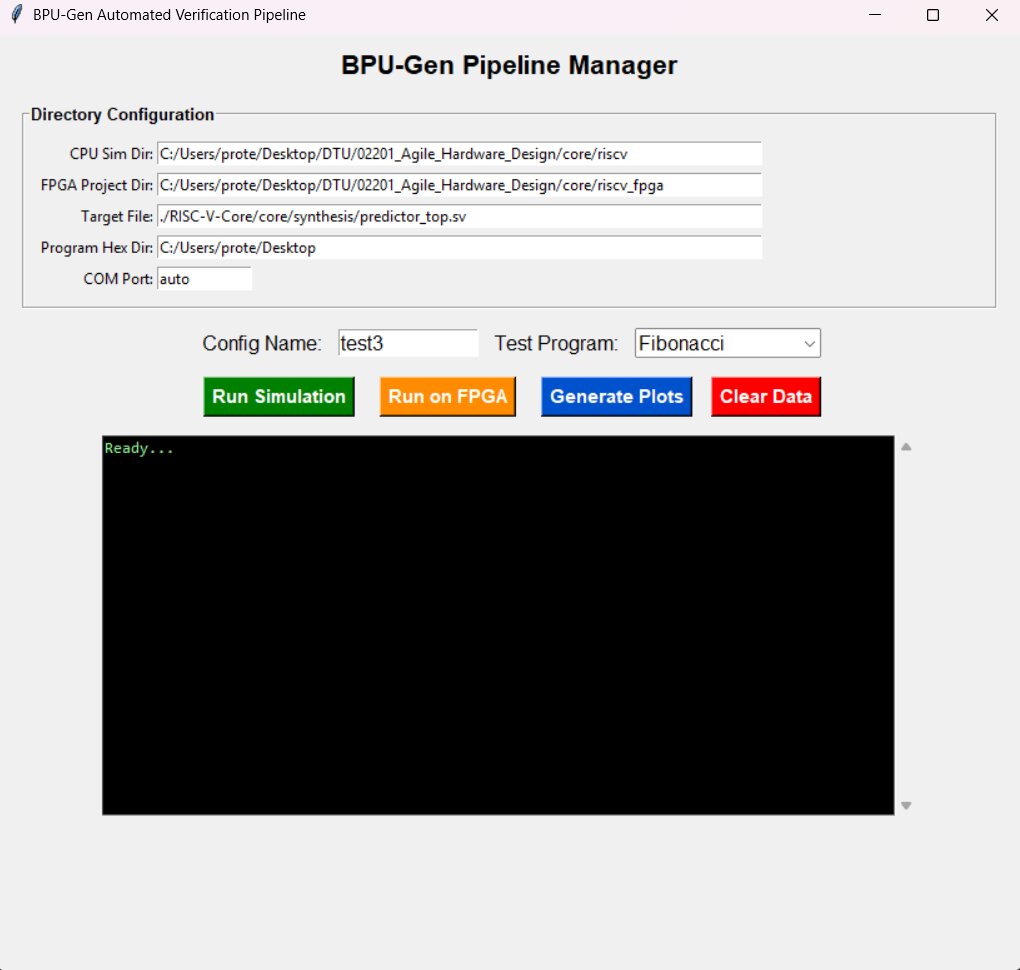 BPU-Gen Automated Verification Pipeline
BPU-Gen Pipeline Manager
Directory Configuration
CPU Sim Dir: C:/Users/prote/Desktop/DTU/02201_Agile_Hardware_Design/core/riscv
FPGA Project Dir: C:/Users/prote/Desktop/DTU/02201_Agile_Hardware_Design/core/riscv_fpga
Target File: ./RISC-V-Core/core/synthesis/predictor_top.sv
Program Hex Dir: C:/Users/prote/Desktop
COM Port: auto
Config Name: test3 Test Program: Fibonacci
Run Simulation Run on FPGA Generate Plots Clear Data
Ready...